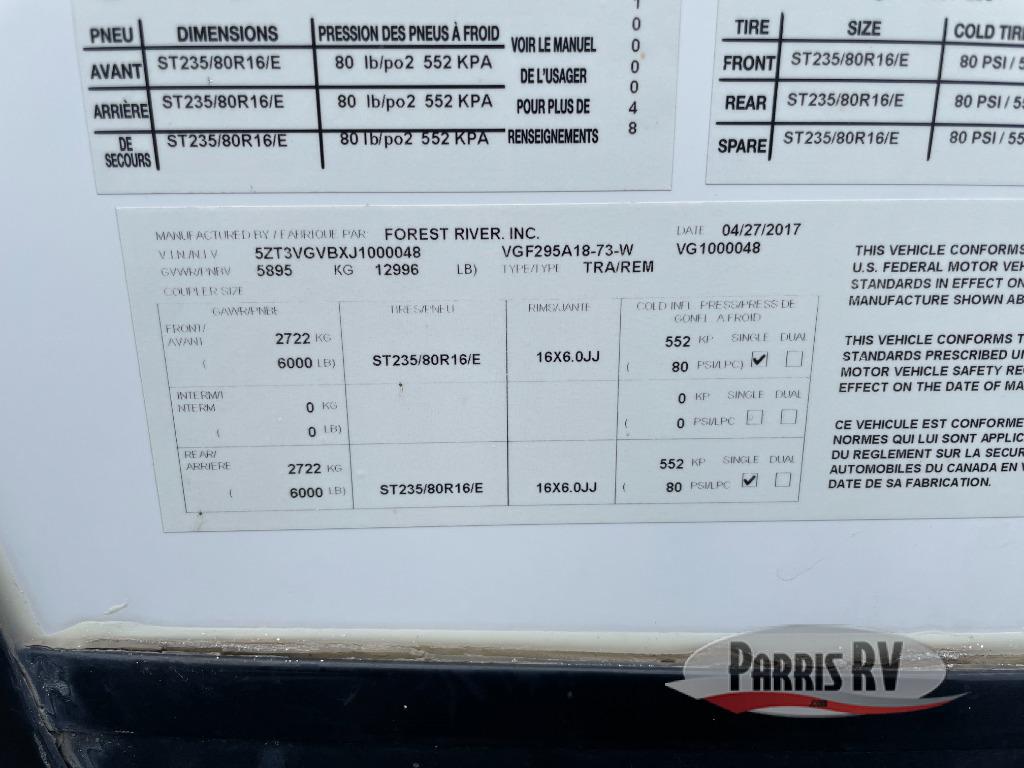 PNEU DIMENSIONS PRESSION DES PNEUS À FROID
AVANT ST235/80R16/E 80 lb/po2 552 KPA
ARRIÈRE ST235/80R16/E 80 lb/po2 552 KPA
DE SECOURS ST235/80R16/E 80 lb/po2 552 KPA
VOIR LE MANUEL
DE L'USAGER
POUR PLUS DE
RENSEIGNEMENTS
1000048
TIRE SIZE COLD TIRE
FRONT ST235/80R16/E 80 PSI / 55
REAR ST235/80R16/E 80 PSI / 55
SPARE ST235/80R16/E 80 PSI / 55
MANUFACTURED BY / FABRIQUE PAR: FOREST RIVER, INC. DATE 04/27/2017
V.I.N./N.I.V 5ZT3VGVBXJ1000048 VGF295A18-73-W VG1000048
GVWR/PNBV 5895 KG 12996 LB) TYPE/TYPE TRA/REM
COUPLER SIZE
GAWR/PNBE TIRES/PNEU RIMS/JANTE COLD INFL. PRESS/PRESS DE
GONFL. A FROID
FRONT/
AVANT 2722 KG 552 KP SINGLE DUAL
( 6000 LB) ST235/80R16/E 16X6.0JJ ( 80 PSI/LPC)
INTERM/I
NTERM 0 KG 0 KP SINGLE DUAL
( 0 LB) ( 0 PSI/LPC
REAR/
ARRIERE 2722 KG 552 KP SINGLE DUAL
( 6000 LB) ST235/80R16/E 16X6.0JJ ( 80 PSI/LPC
THIS VEHICLE CONFORMS
U.S. FEDERAL MOTOR VEH
STANDARDS IN EFFECT ON
MANUFACTURE SHOWN AB
THIS VEHICLE CONFORMS T
STANDARDS PRESCRIBED U
MOTOR VEHICLE SAFETY RE
EFFECT ON THE DATE OF MA
CE VEHICULE EST CONFORME
NORMES QUI LUI SONT APPLIC
DU REGLEMENT SUR LA SECUR
AUTOMOBILES DU CANADA EN V
DATE DE SA FABRICATION.
PARRIS RV
.com